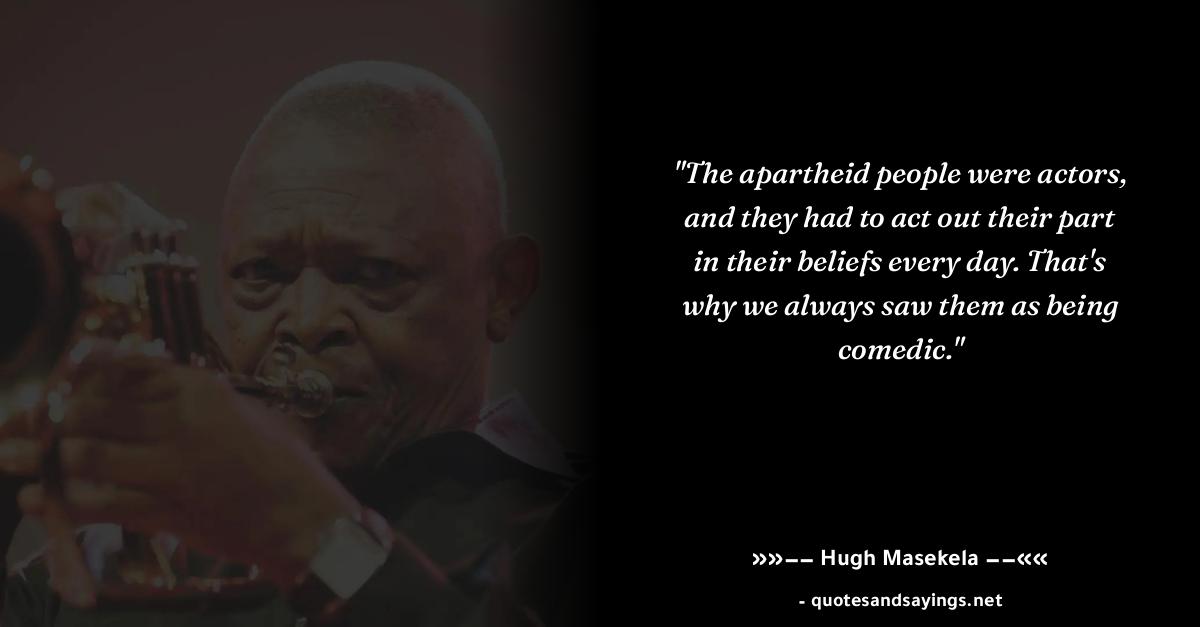 "The apartheid people were actors,
and they had to act out their part
in their beliefs every day. That's
why we always saw them as being
comedic."
»»–– Hugh Masekela ––««
- quotesandsayings.net